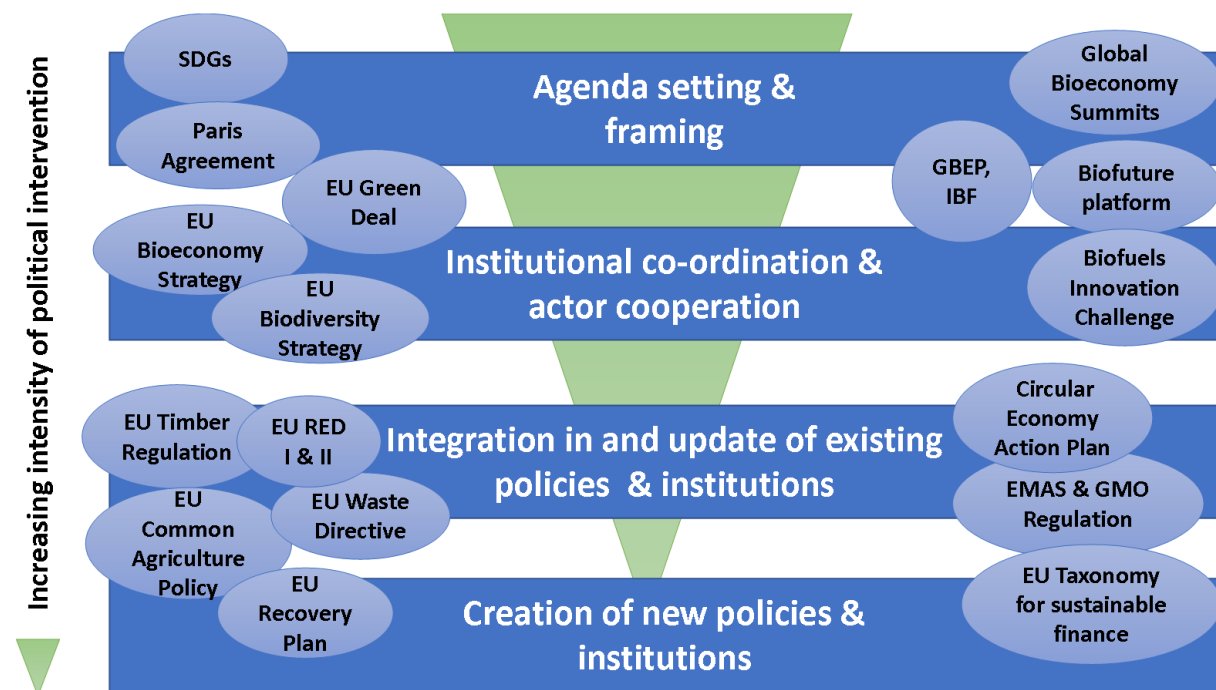 Increasing intensity of political intervention
SDGs
Paris
Agreement
EU Green
Deal
EU
Bioeconomy
Strategy
EU
Biodiversity
Strategy
Agenda setting &
framing
Global
Bioeconomy
Summits
GBEP,
IBF
Biofuture
platform
Institutional co-ordination &
actor cooperation
Biofuels
Innovation
Challenge
EU Timber
Regulation
EU RED
I & II
EU Waste
Directive
EU
Common
Agriculture
Policy
EU
Recovery
Plan
Integration in and update of existing
policies & institutions
Circular
Economy
Action Plan
EMAS & GMO
Regulation
EU Taxonomy
for sustainable
finance
Creation of new policies &
institutions